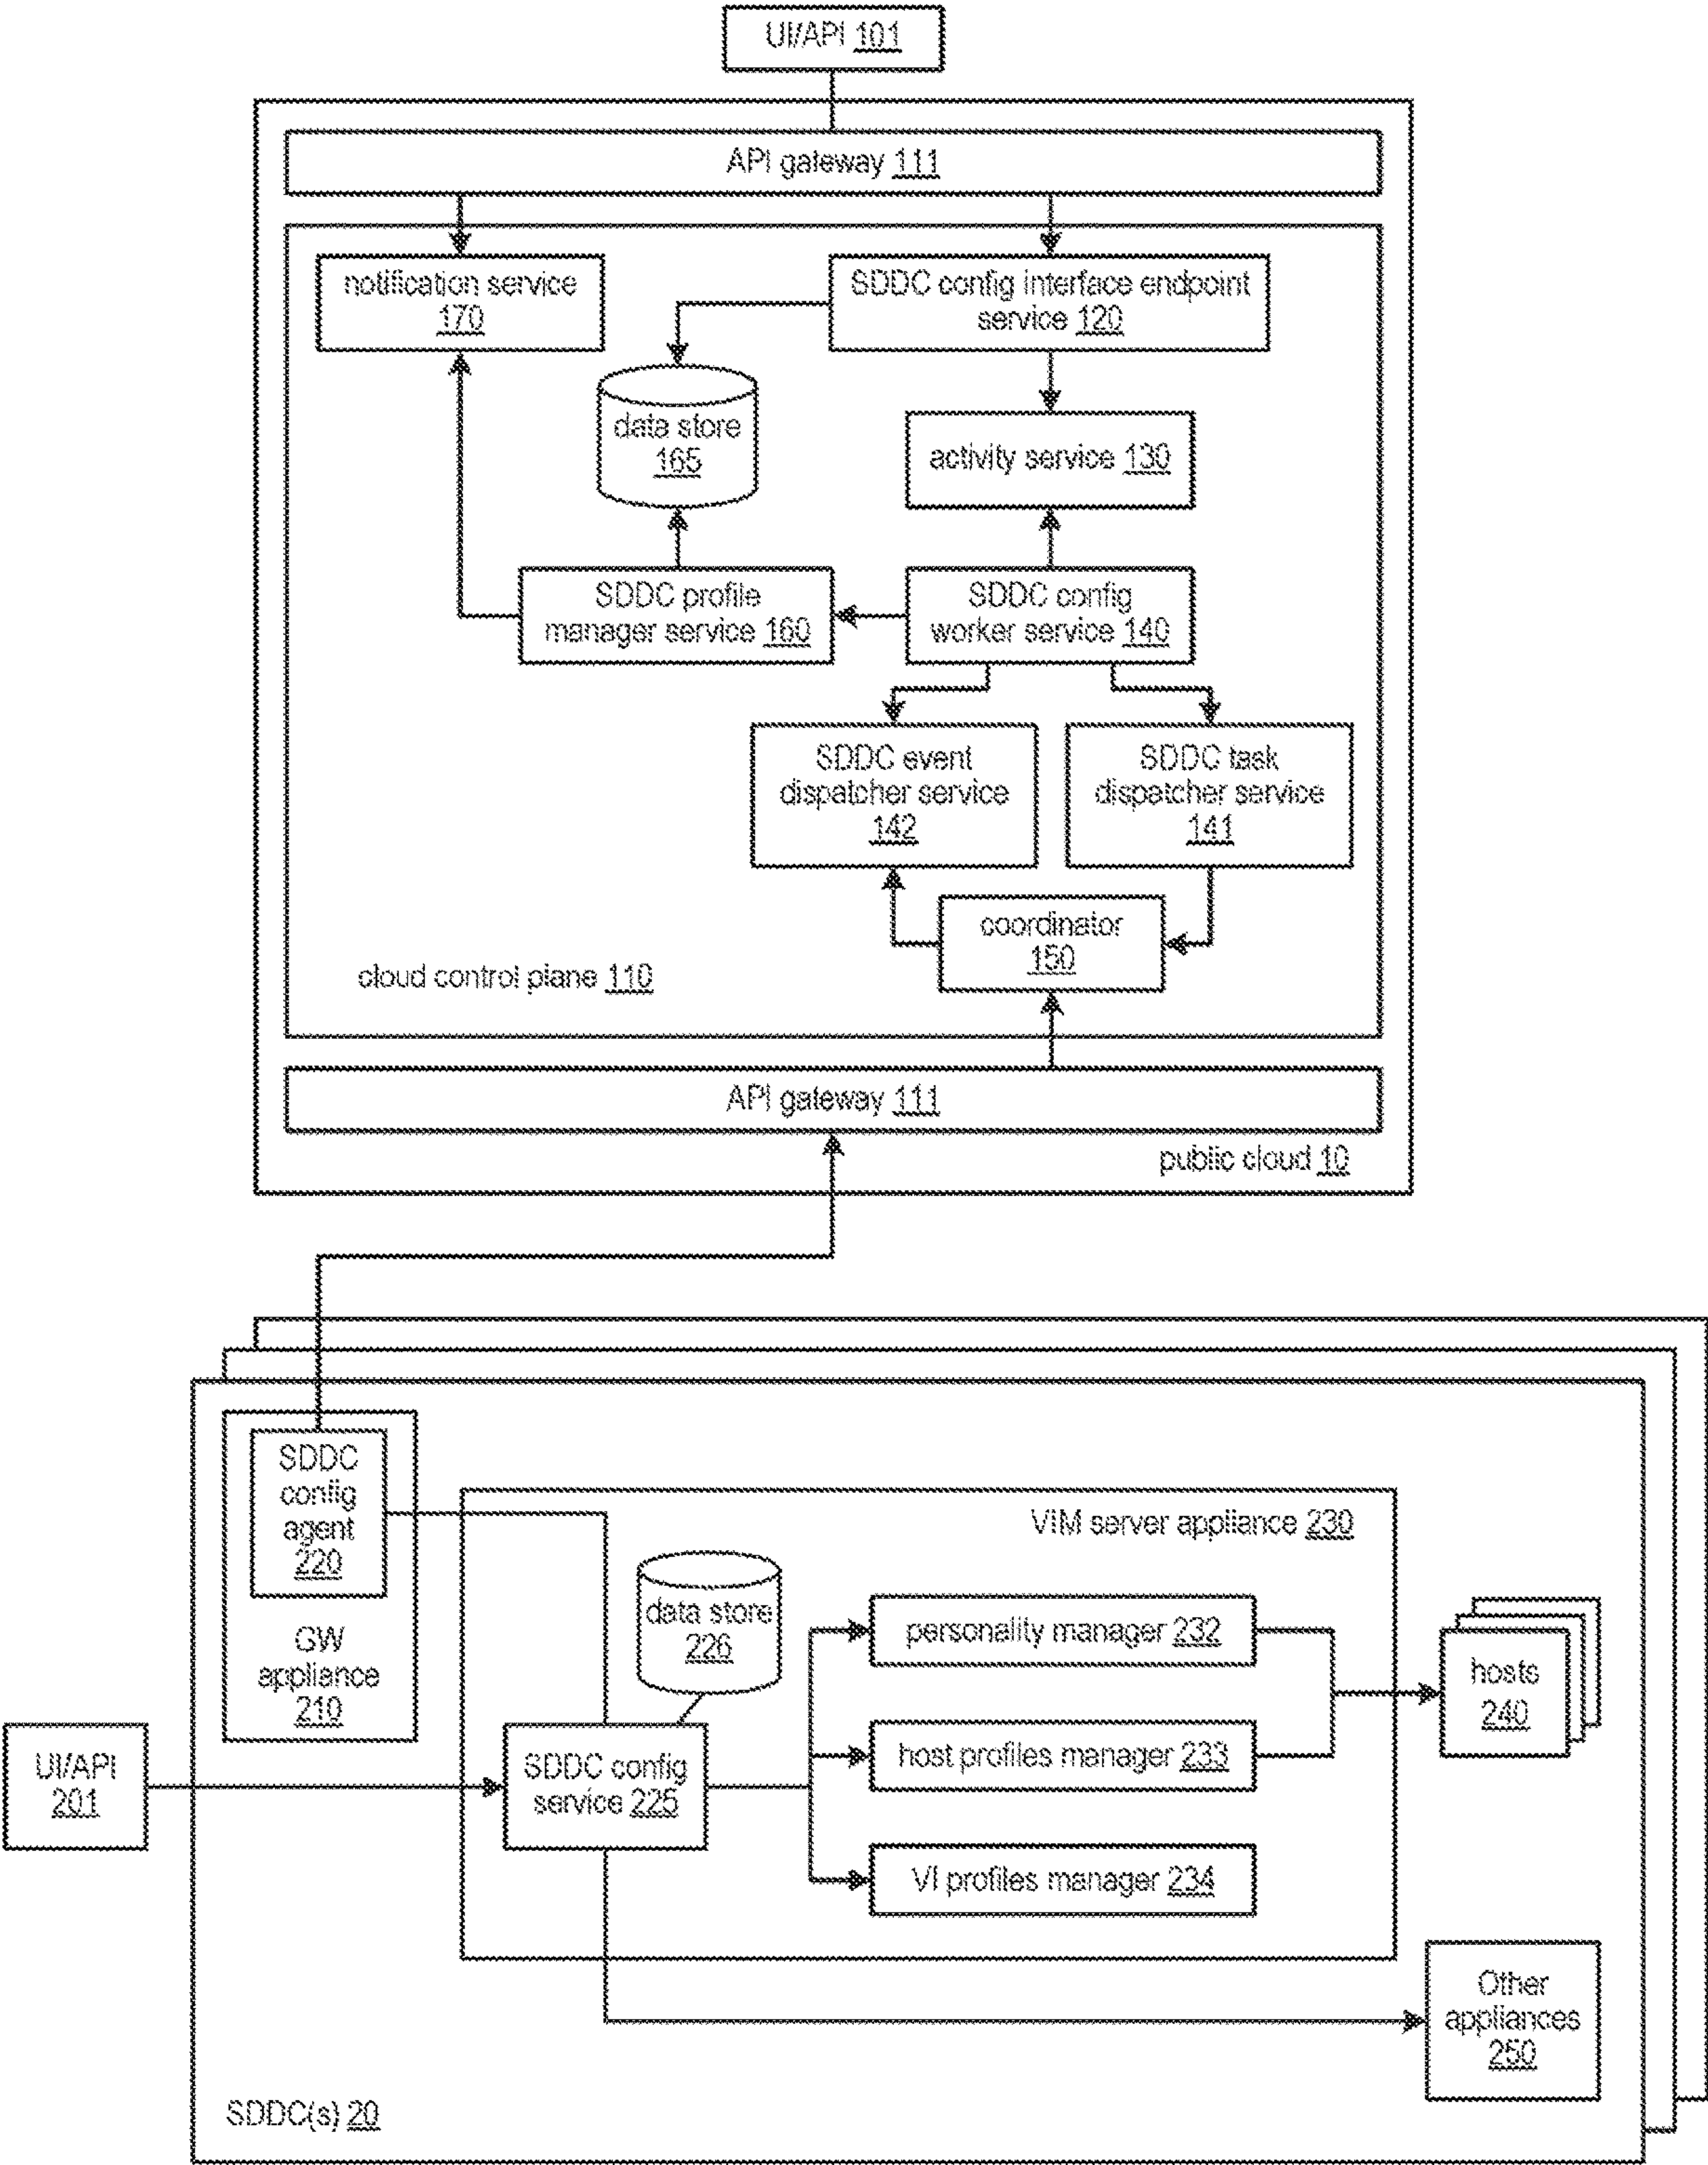 UI/API 101
API gateway 111
notification service
170
SDDC config interface endpoint
service 120
data store
165
activity service 130
SDDC profile
manager service 160
SDDC config
worker service 140
SDDC event
dispatcher service
142
SDDC task
dispatcher service
141
coordinator
150
cloud control plane 110
API gateway 111
public cloud 10
SDDC
config
agent
220
GW
appliance
210
VIM server appliance 230
data store
226
personality manager 232
hosts
240
UI/API
201
SDDC config
service 225
host profiles manager 233
VI profiles manager 234
Other
appliances
250
SDDC(s) 20